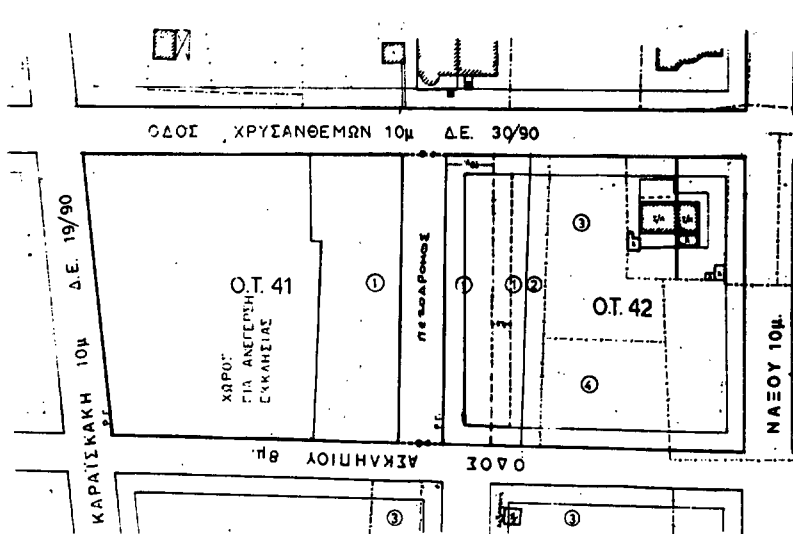 ΟΔΟΣ ΧΡΥΣΑΝΘΕΜΩΝ 10μ Δ.Ε. 30/90
Δ.Ε. 19/90
ΚΑΡΑΪΣΚΑΚΗ 10μ
Ο.Τ. 41
ΧΩΡΟΣ
ΓΙΑ ΑΝΕΓΕΡΣΗ
ΕΚΚΛΗΣΙΑΣ
1
ΠΕΖΟΔΡΟΜΟΣ
1
1
2
3
Ο.Τ. 42
4
ΝΑΞΟΥ 10μ.
Ρ.Γ.
Ρ.Γ.
ΟΔΟΣ ΑΣΚΛΗΠΙΟΥ 8μ.
3
3